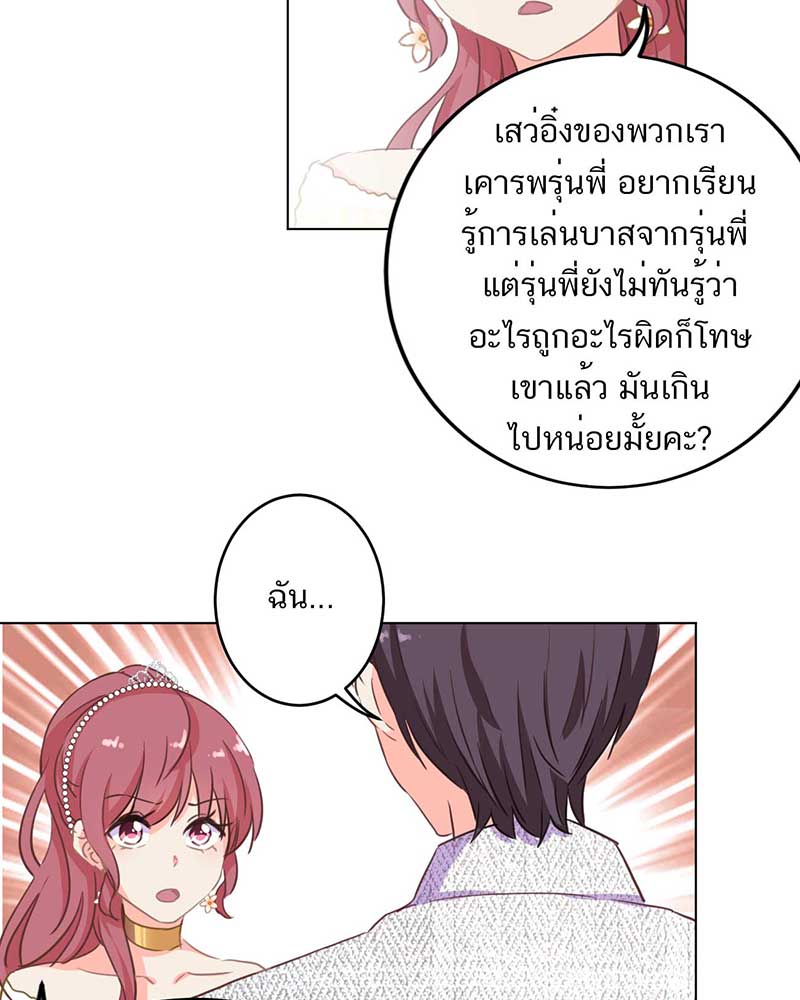 เสว่อิ๋งของพวกเรา
เคารพรุ่นพี่ อยากเรียน
รู้การเล่นบาสจากรุ่นพี่
แต่รุ่นพี่ยังไม่ทันรู้ว่า
อะไรถูกอะไรผิดก็โทษ
เขาแล้ว มันเกิน
ไปหน่อยมั้ยคะ?
ฉัน...